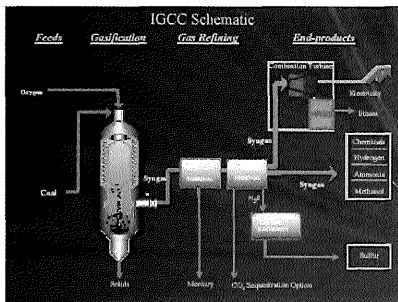 IGCC Schematic
Feeds Gasification Gas Refining End-products
Combustion Turbine
Oxygen
Electricity
Steam
Syngas
Chemicals
Hydrogen
Ammonia
Methanol
Coal
Syngas
Syngas
H₂S
Sulfur
Solids
Mercury
CO₂ Sequestration Option